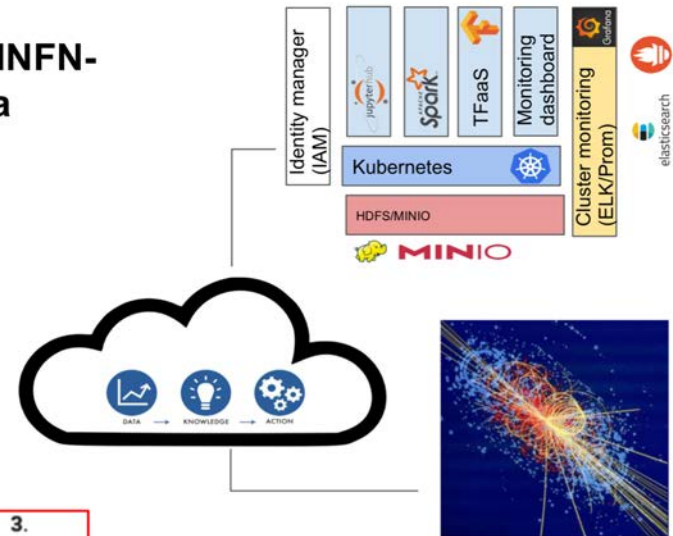 INFN-
a
Identity manager
(IAM)
jupyterhub
APACHE
Spark
TFaaS
Monitoring
dashboard
Grafana
Cluster monitoring
(ELK/Prom)
elasticsearch
Kubernetes
HDFS/MINIO
MINIO
DATA
KNOWLEDGE
ACTION
3.